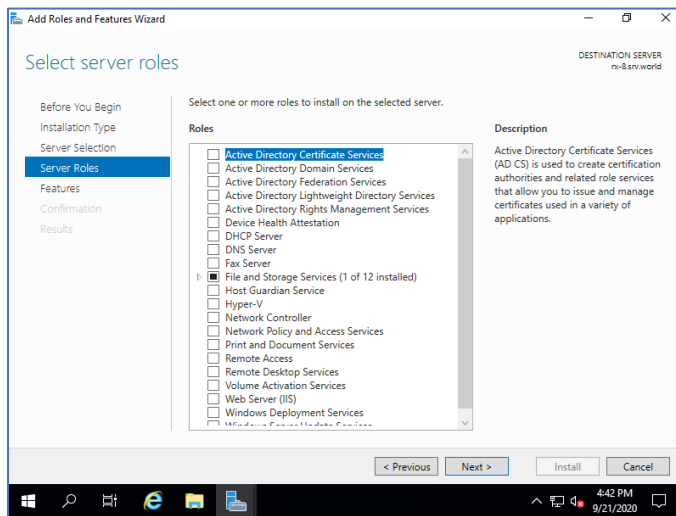 Add Roles and Features Wizard
Select server roles
DESTINATION SERVER
rx-8.srv.world
Before You Begin
Installation Type
Server Selection
Server Roles
Features
Confirmation
Results
Select one or more roles to install on the selected server.
Roles
Active Directory Certificate Services
Active Directory Domain Services
Active Directory Federation Services
Active Directory Lightweight Directory Services
Active Directory Rights Management Services
Device Health Attestation
DHCP Server
DNS Server
Fax Server
File and Storage Services (1 of 12 installed)
Host Guardian Service
Hyper-V
Network Controller
Network Policy and Access Services
Print and Document Services
Remote Access
Remote Desktop Services
Volume Activation Services
Web Server (IIS)
Windows Deployment Services
Windows Server Update Services
Description
Active Directory Certificate Services
(AD CS) is used to create certification
authorities and related role services
that allow you to issue and manage
certificates used in a variety of
applications.
< Previous
Next >
Install
Cancel
4:42 PM
9/21/2020